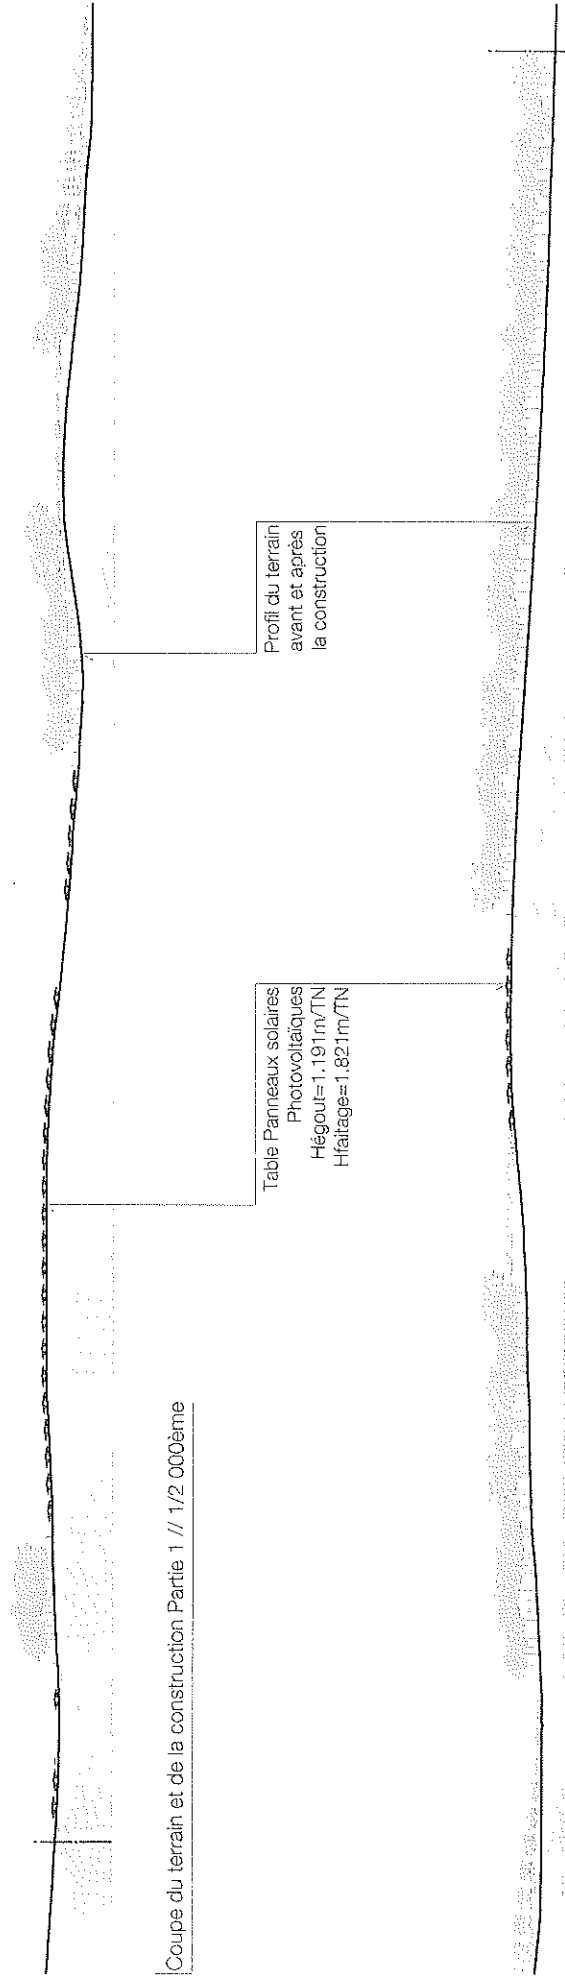 Profil du terrain
avant et après
la construction
Table Panneaux solaires
Photovoltaïques
Hégout=1.191m/TN
Hfaitage=1.821m/TN
Coupe du terrain et de la construction Partie 1 // 1/2 000ème